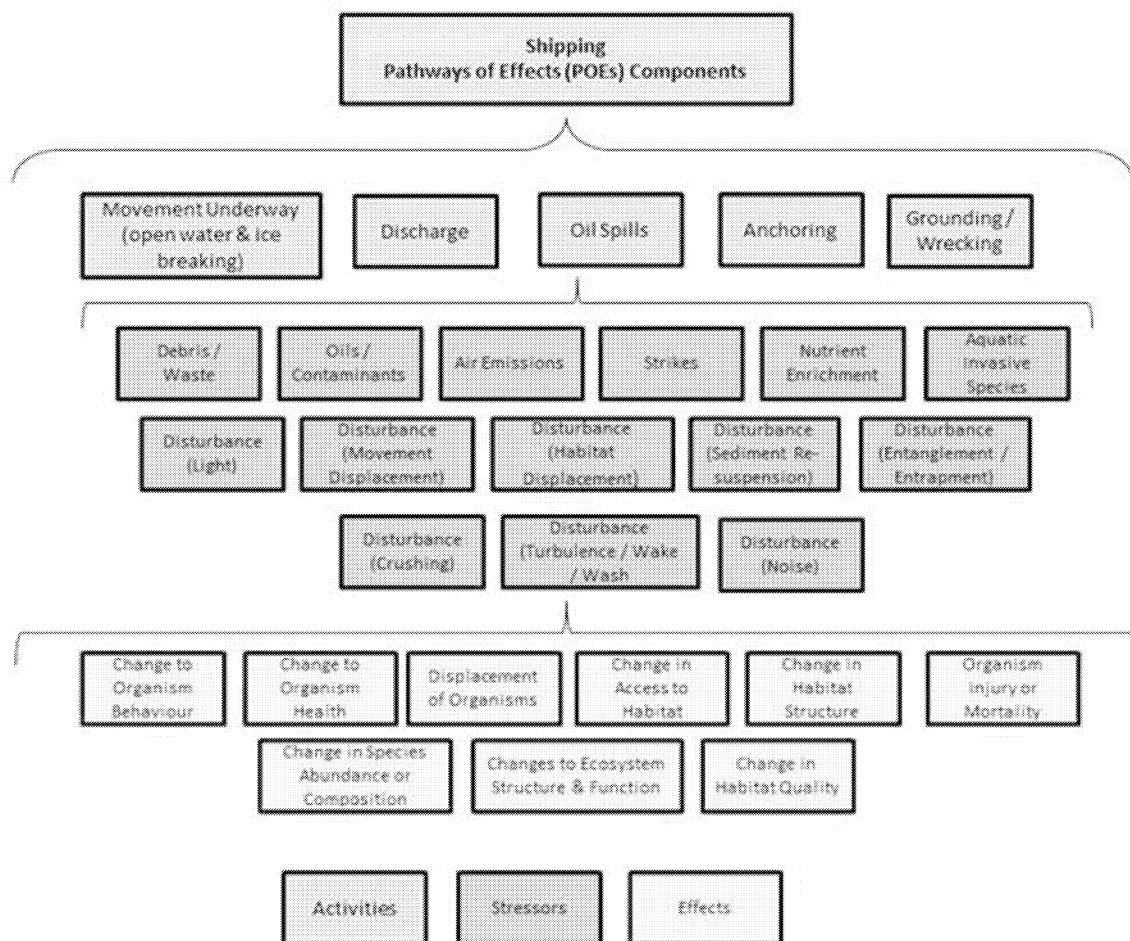 Shipping
Pathways of Effects (POEs) Components
Movement Underway
(open water & ice
breaking)
Discharge
Oil Spills
Anchoring
Grounding /
Wrecking
Debris /
Waste
Oils /
Contaminants
Air Emissions
Strikes
Nutrient
Enrichment
Aquatic
Invasive
Species
Disturbance
(Light)
Disturbance
(Movement
Displacement)
Disturbance
(Habitat
Displacement)
Disturbance
(Sediment Re-
suspension)
Disturbance
(Entanglement /
Entrapment)
Disturbance
(Crushing)
Disturbance
(Turbulence / Wake
/ Wash
Disturbance
(Noise)
Change to
Organism
Behaviour
Change to
Organism
Health
Displacement
of Organisms
Change in
Access to
Habitat
Change in
Habitat
Structure
Organism
Injury or
Mortality
Change in Species
Abundance or
Composition
Changes to Ecosystem
Structure & Function
Change in
Habitat Quality
Activities
Stressors
Effects